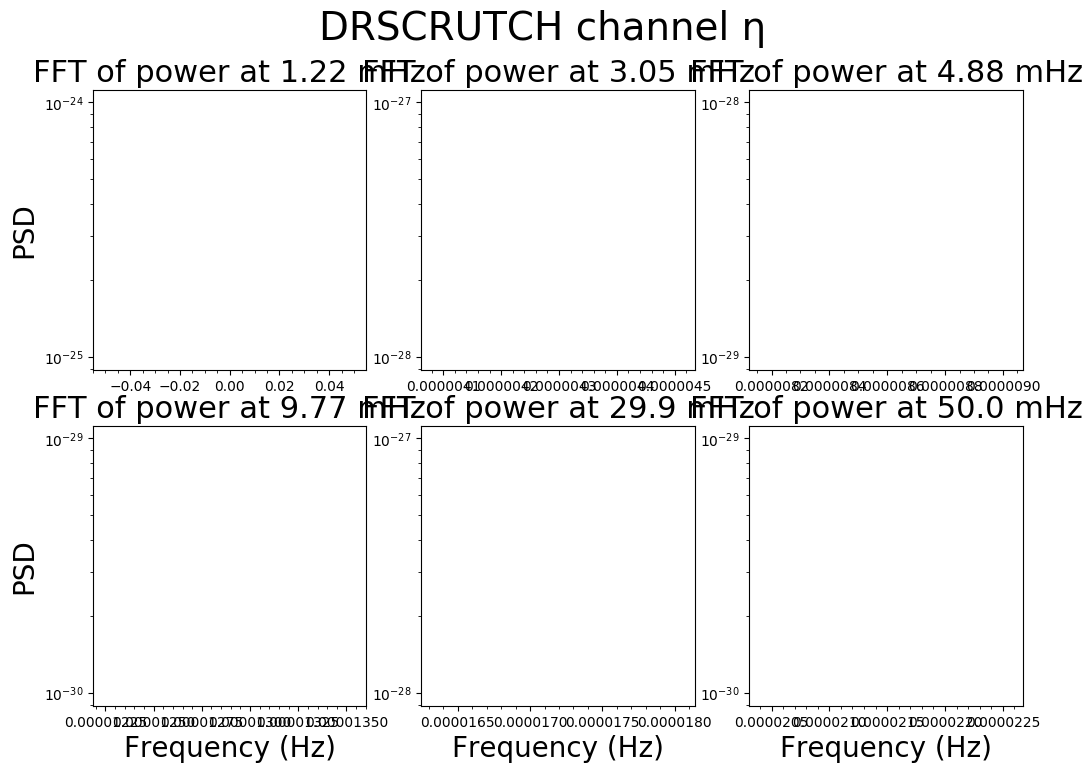 DRSCRUTCH channel η
FFT of power at 1.22 mHz
FFT of power at 3.05 mHz
FFT of power at 4.88 mHz
PSD
10⁻²⁴
10⁻²⁵
−0.04 −0.02 0.00 0.02 0.04
10⁻²⁷
10⁻²⁸
0.0000041 0.0000042 0.0000043 0.0000044 0.0000045
10⁻²⁸
10⁻²⁹
0.0000082 0.0000084 0.0000086 0.0000088 0.0000090
FFT of power at 9.77 mHz
FFT of power at 29.9 mHz
FFT of power at 50.0 mHz
PSD
10⁻²⁹
10⁻³⁰
0.00001225 0.00001250 0.00001275 0.00001300 0.00001325 0.00001350
Frequency (Hz)
10⁻²⁷
10⁻²⁸
0.0000165 0.0000170 0.0000175 0.0000180
Frequency (Hz)
10⁻²⁹
10⁻³⁰
0.0000205 0.0000210 0.0000215 0.0000220 0.0000225
Frequency (Hz)